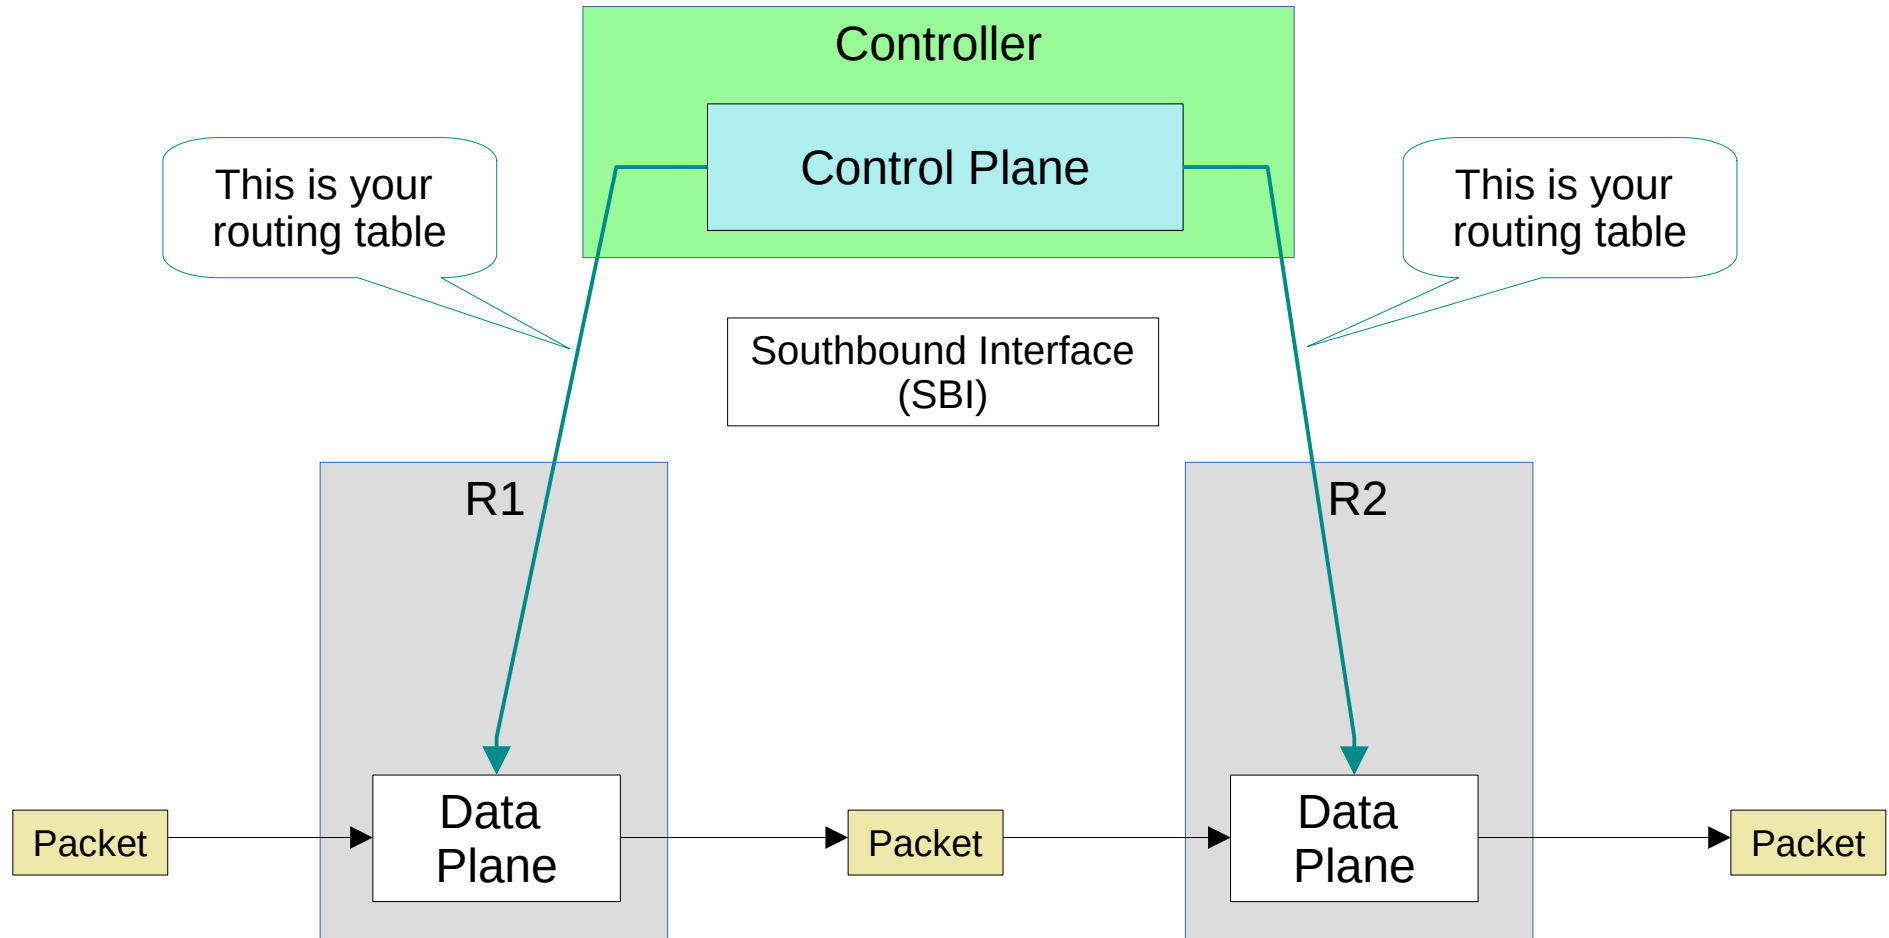 Controller
Control Plane
This is your
routing table
This is your
routing table
Southbound Interface
(SBI)
R1
R2
Packet
Data
Plane
Packet
Data
Plane
Packet